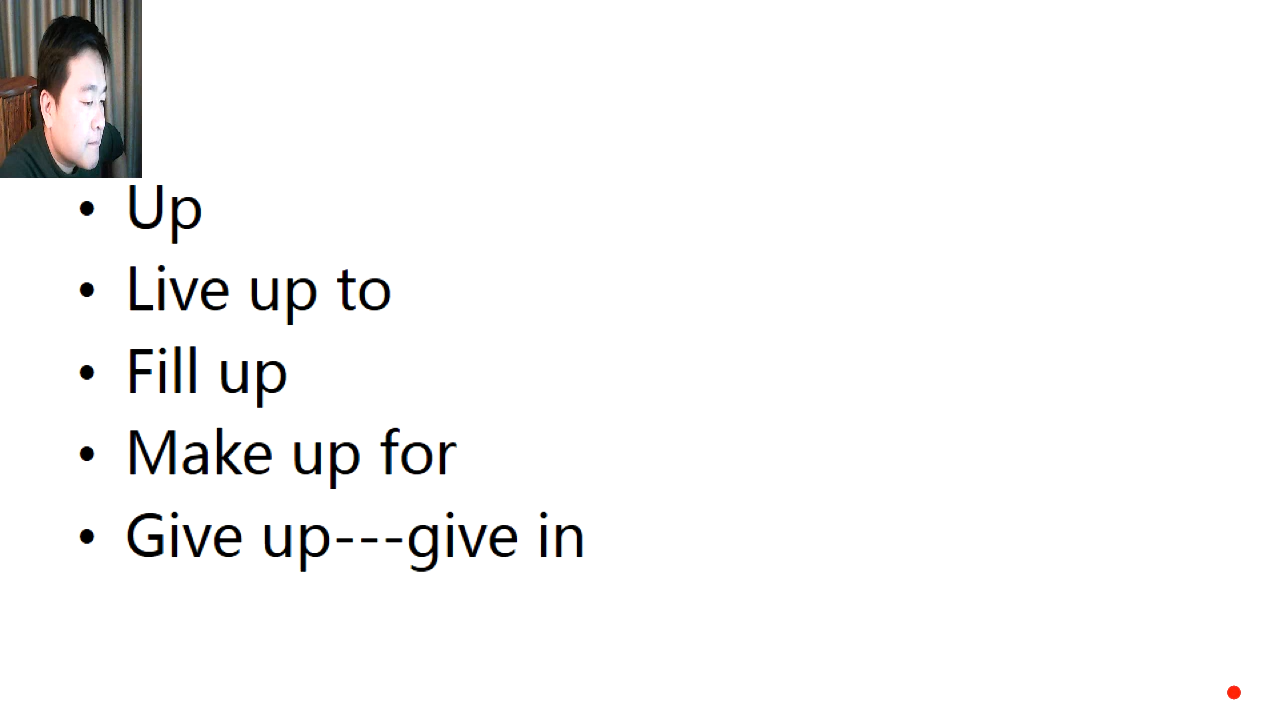 • Up
• Live up to
• Fill up
• Make up for
• Give up---give in